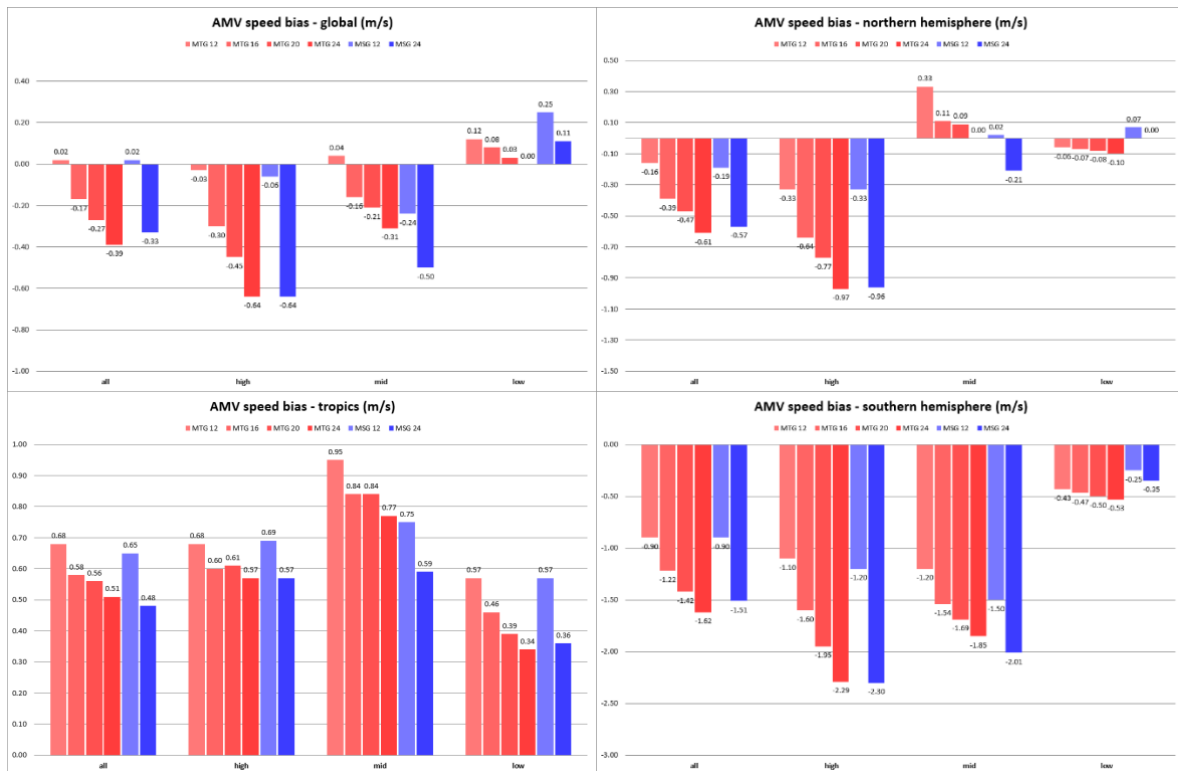 AMV speed bias - global (m/s)
MTG 12 MTG 16 MTG 20 MTG 24 MSG 12 MSG 24
0.40
0.20
0.00
-0.20
-0.40
-0.60
-0.80
-1.00
0.02 -0.17 -0.27 -0.39 0.02 -0.33
-0.03 -0.30 -0.45 -0.64 -0.06 -0.64
0.04 -0.16 -0.21 -0.31 -0.24 -0.50
0.12 0.08 0.03 0.00 0.25 0.11
all high mid low
AMV speed bias - northern hemisphere (m/s)
MTG 12 MTG 16 MTG 20 MTG 24 MSG 12 MSG 24
0.50
0.30
0.10
-0.10
-0.30
-0.50
-0.70
-0.90
-1.10
-1.30
-1.50
-0.16 -0.39 -0.47 -0.61 -0.19 -0.57
-0.33 -0.64 -0.77 -0.97 -0.33 -0.96
0.33 0.11 0.09 0.00 0.02 -0.21
-0.06 -0.07 -0.08 -0.10 0.07 0.00
all high mid low
AMV speed bias - tropics (m/s)
MTG 12 MTG 16 MTG 20 MTG 24 MSG 12 MSG 24
1.00
0.90
0.80
0.70
0.60
0.50
0.40
0.30
0.20
0.10
0.00
0.68 0.58 0.56 0.51 0.65 0.48
0.68 0.60 0.61 0.57 0.69 0.57
0.95 0.84 0.84 0.77 0.75 0.59
0.57 0.46 0.39 0.34 0.57 0.36
all high mid low
AMV speed bias - southern hemisphere (m/s)
MTG 12 MTG 16 MTG 20 MTG 24 MSG 12 MSG 24
0.00
-0.50
-1.00
-1.50
-2.00
-2.50
-3.00
-0.90 -1.22 -1.42 -1.62 -0.90 -1.51
-1.10 -1.60 -1.95 -2.29 -1.20 -2.30
-1.20 -1.54 -1.69 -1.85 -1.50 -2.01
-0.43 -0.47 -0.50 -0.53 -0.25 -0.35
all high mid low